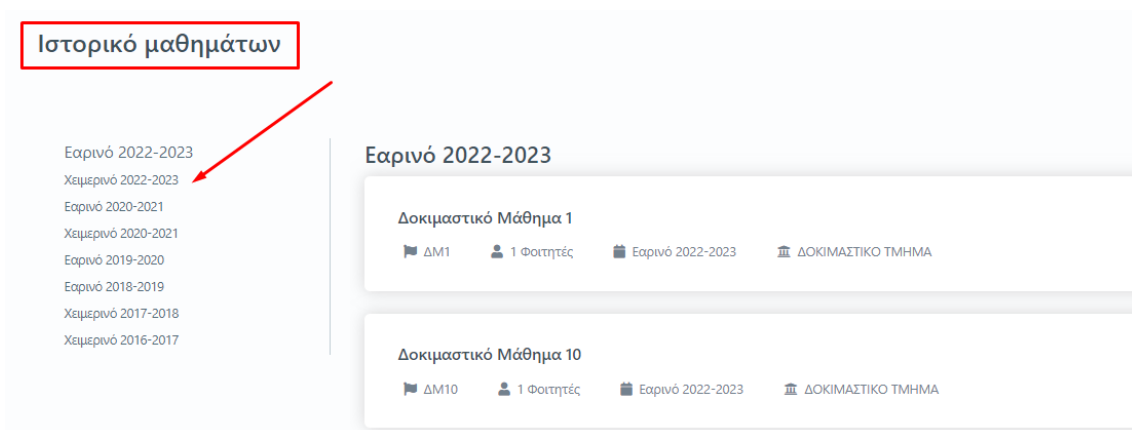 Ιστορικό μαθημάτων
Εαρινό 2022-2023
Χειμερινό 2022-2023
Εαρινό 2020-2021
Χειμερινό 2020-2021
Εαρινό 2019-2020
Εαρινό 2018-2019
Χειμερινό 2017-2018
Χειμερινό 2016-2017
Εαρινό 2022-2023
Δοκιμαστικό Μάθημα 1
ΔΜ1 1 Φοιτητές Εαρινό 2022-2023 ΔΟΚΙΜΑΣΤΙΚΟ ΤΜΗΜΑ
Δοκιμαστικό Μάθημα 10
ΔΜ10 1 Φοιτητές Εαρινό 2022-2023 ΔΟΚΙΜΑΣΤΙΚΟ ΤΜΗΜΑ